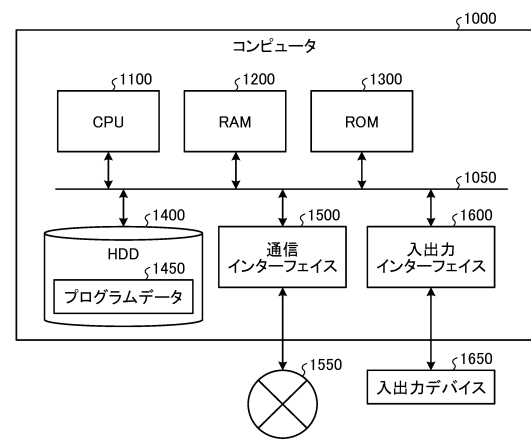 1000
コンピュータ
1100
1200
1300
CPU
RAM
ROM
1050
1400
1500
1600
HDD
1450
プログラムデータ
通信
インターフェイス
入出力
インターフェイス
1550
1650
入出力デバイス